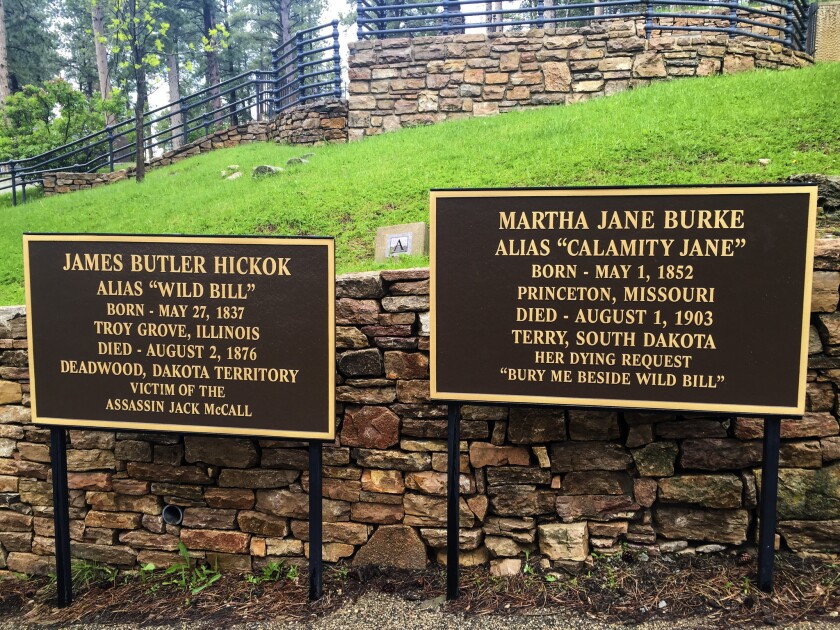 JAMES BUTLER HICKOK
ALIAS "WILD BILL"
BORN - MAY 27, 1837
TROY GROVE, ILLINOIS
DIED - AUGUST 2, 1876
DEADWOOD, DAKOTA TERRITORY
VICTIM OF THE
ASSASSIN JACK McCALL
A
MARTHA JANE BURKE
ALIAS "CALAMITY JANE"
BORN - MAY 1, 1852
PRINCETON, MISSOURI
DIED - AUGUST 1, 1903
TERRY, SOUTH DAKOTA
HER DYING REQUEST
"BURY ME BESIDE WILD BILL"